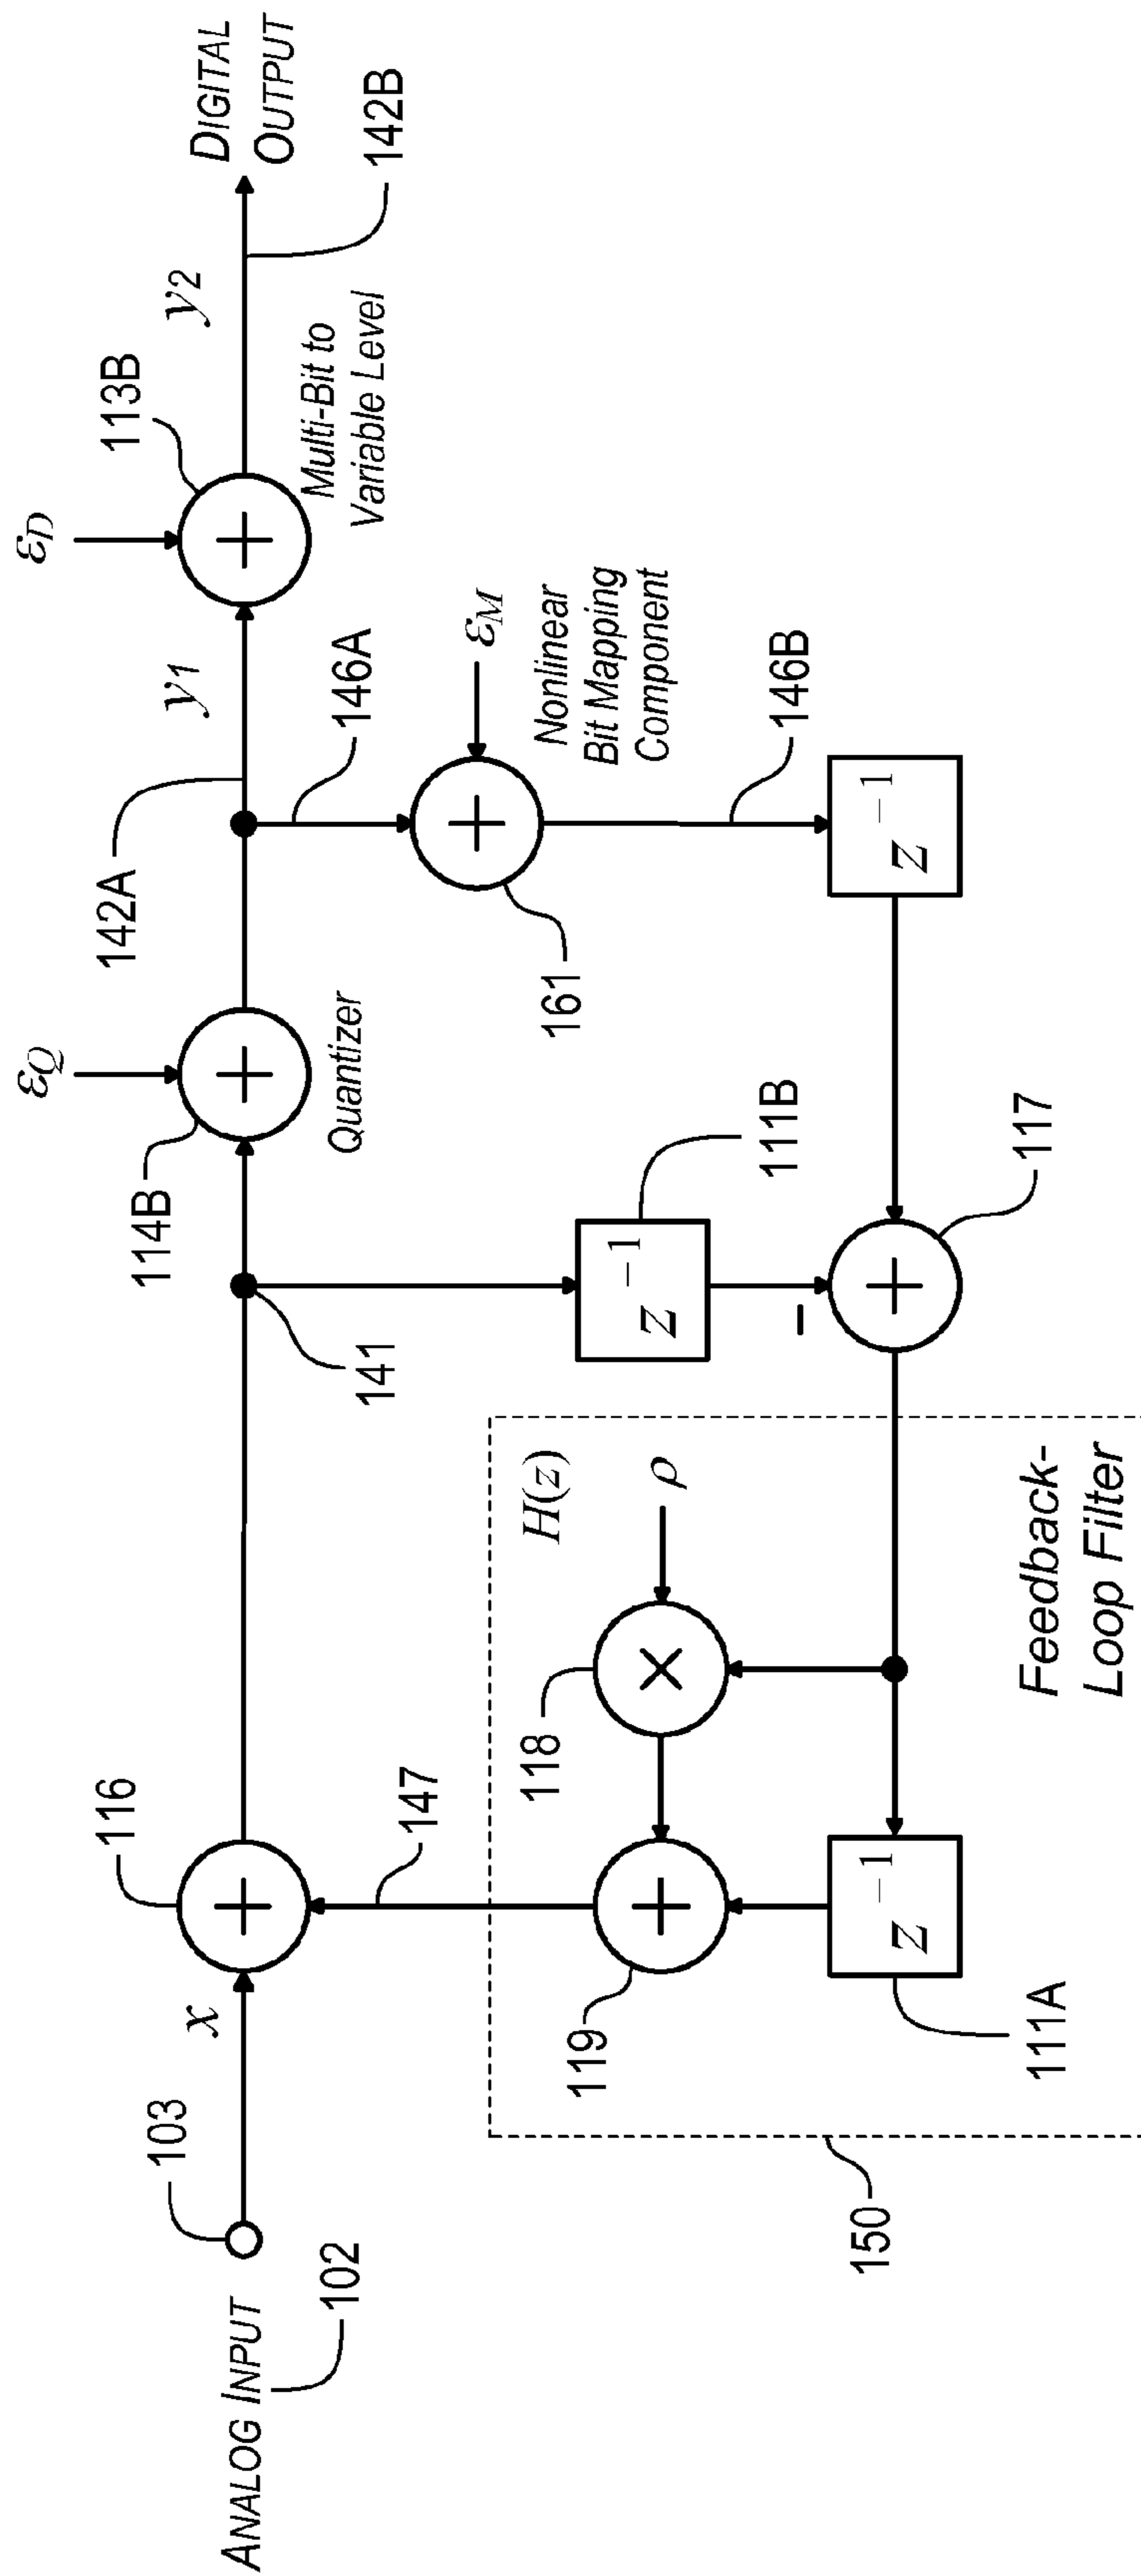 ANALOG INPUT
102
103
x
116
147
141
114B
εQ
Quantizer
142A
y1
146A
εD
113B
Multi-Bit to
Variable Level
y2
142B
DIGITAL
OUTPUT
εM
161
Nonlinear
Bit Mapping
Component
146B
z⁻¹
z⁻¹
111B
-
117
H(z)
ρ
118
119
z⁻¹
111A
150
Feedback-
Loop Filter